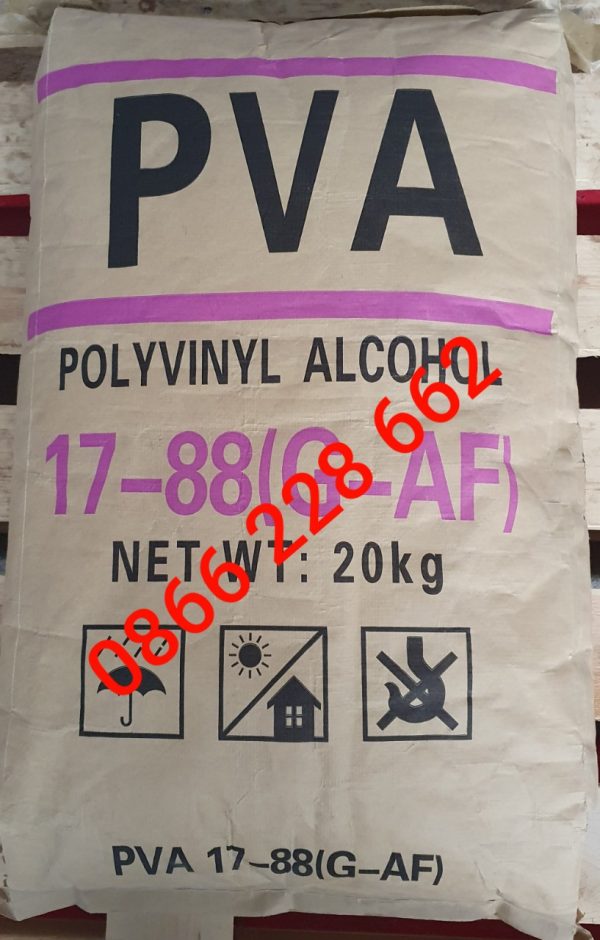 PVA
POLYVINYL ALCOHOL
17-88(G-AF)
NET WT: 20kg
0866 228 662
PVA 17-88(G-AF)